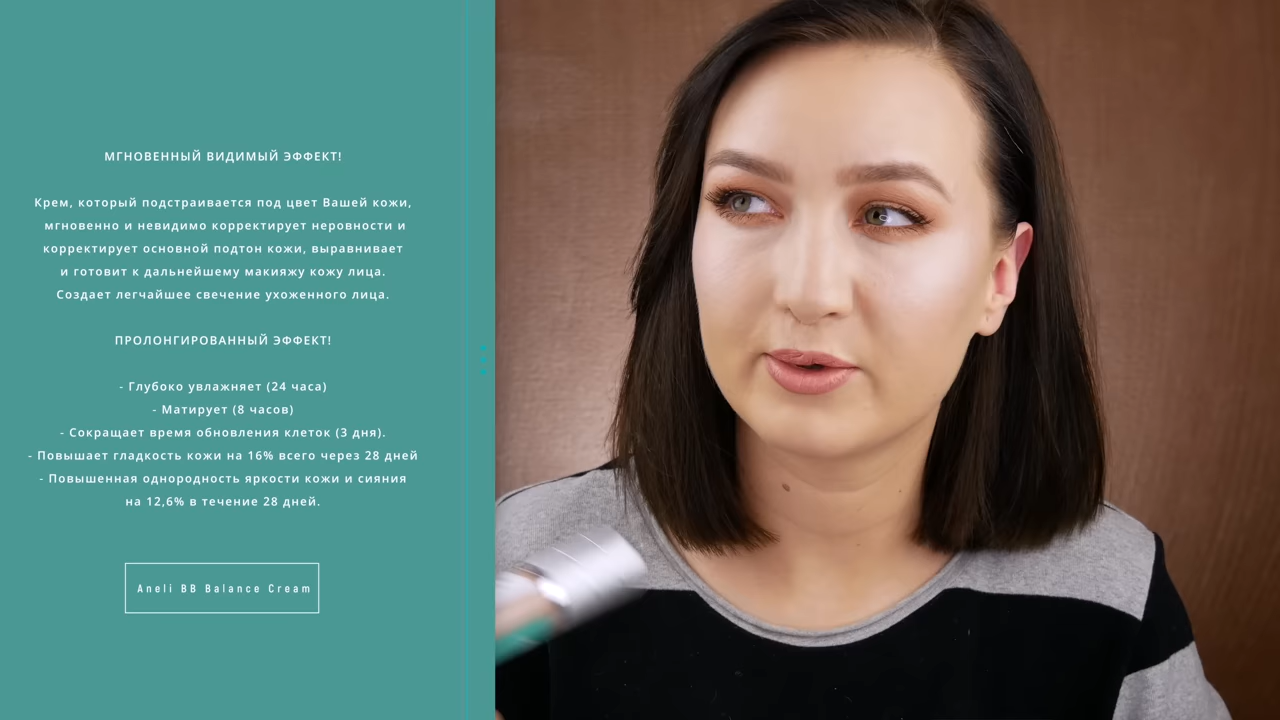 МГНОВЕННЫЙ ВИДИМЫЙ ЭФФЕКТ!
Крем, который подстраивается под цвет Вашей кожи,
мгновенно и невидимо корректирует неровности и
корректирует основной подтон кожи, выравнивает
и готовит к дальнейшему макияжу кожу лица.
Создает легчайшее свечение ухоженного лица.
ПРОЛОНГИРОВАННЫЙ ЭФФЕКТ!
- Глубоко увлажняет (24 часа)
- Матирует (8 часов)
- Сокращает время обновления клеток (3 дня).
- Повышает гладкость кожи на 16% всего через 28 дней
- Повышенная однородность яркости кожи и сияния
на 12,6% в течение 28 дней.
Aneli BB Balance Cream